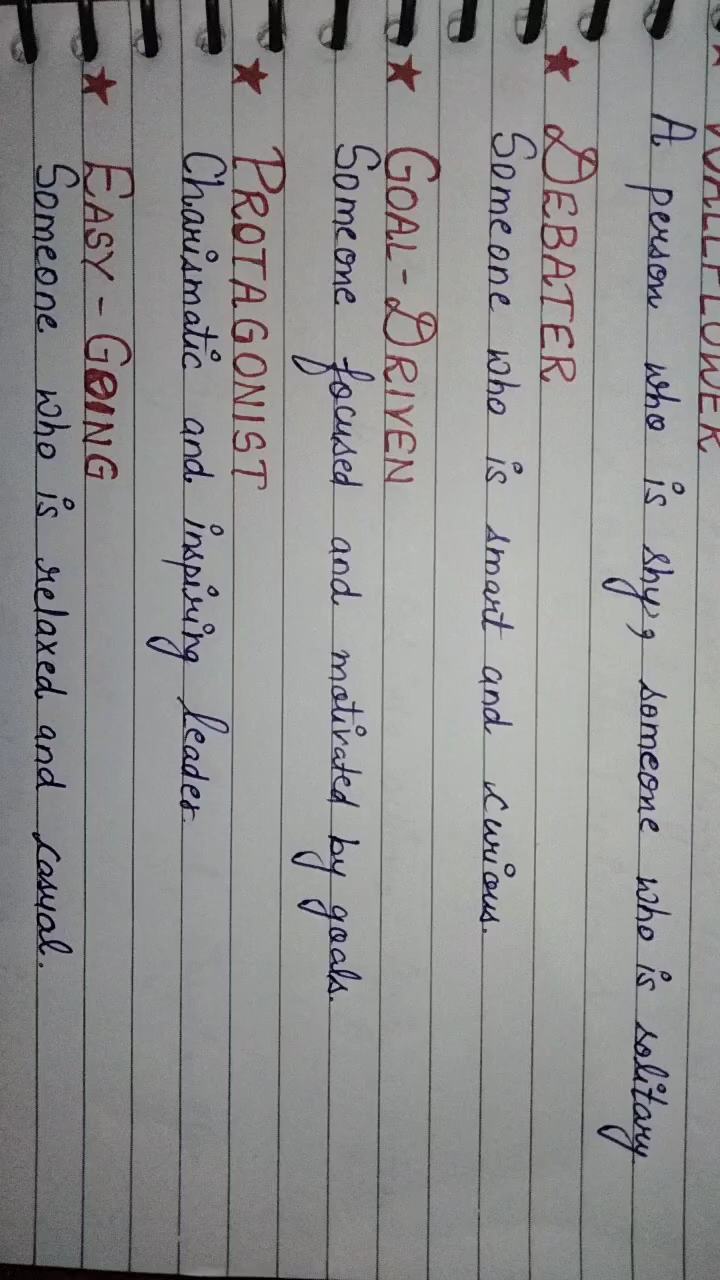 ★ WALLFLOWER
A person who is shy, someone who is solitary
★ DEBATER
Someone who is smart and curious.
★ GOAL-DRIVEN
Someone focused and motivated by goals.
★ PROTAGONIST
Charismatic and inspiring leader.
★ EASY-GOING
Someone who is relaxed and casual.